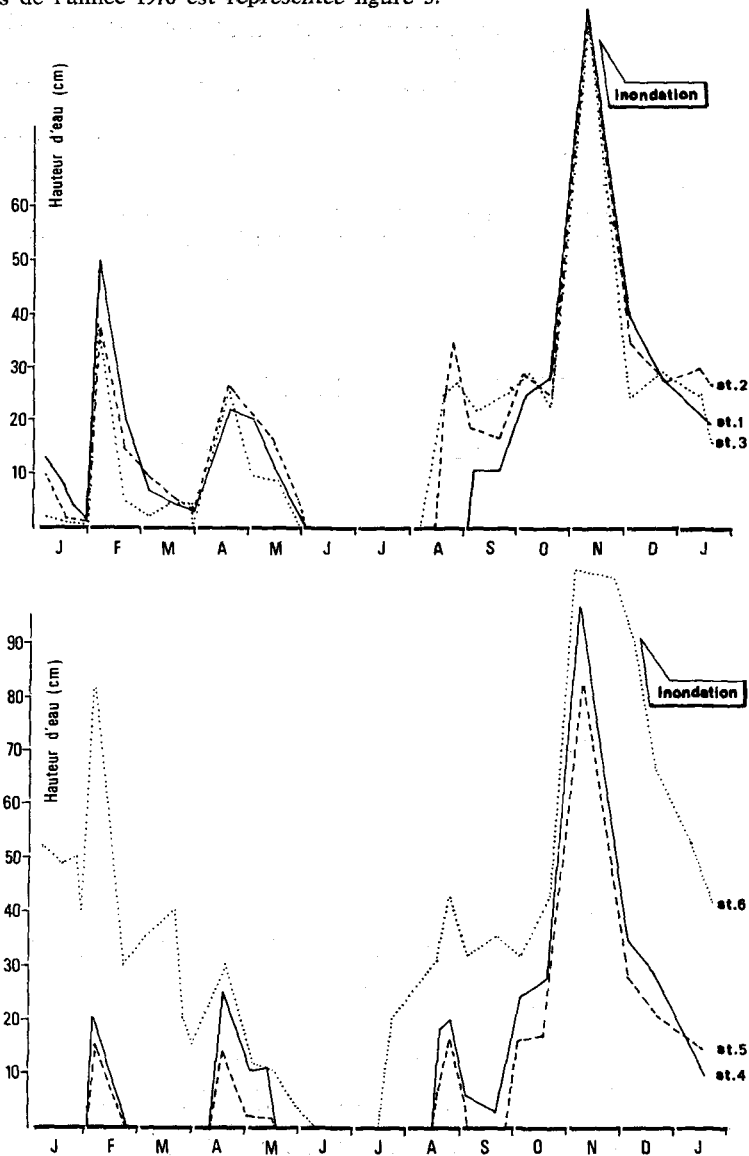 s de l'année 1976 est représentée figure 3.
Hauteur d'eau (cm)
Inondation
60
50
40
30
20
10
st.2
st.1
st.3
J F M A M J J A S O N D J
Hauteur d'eau (cm)
Inondation
90
80
70
60
50
40
30
20
10
st.6
st.5
st.4
J F M A M J J A S O N D J